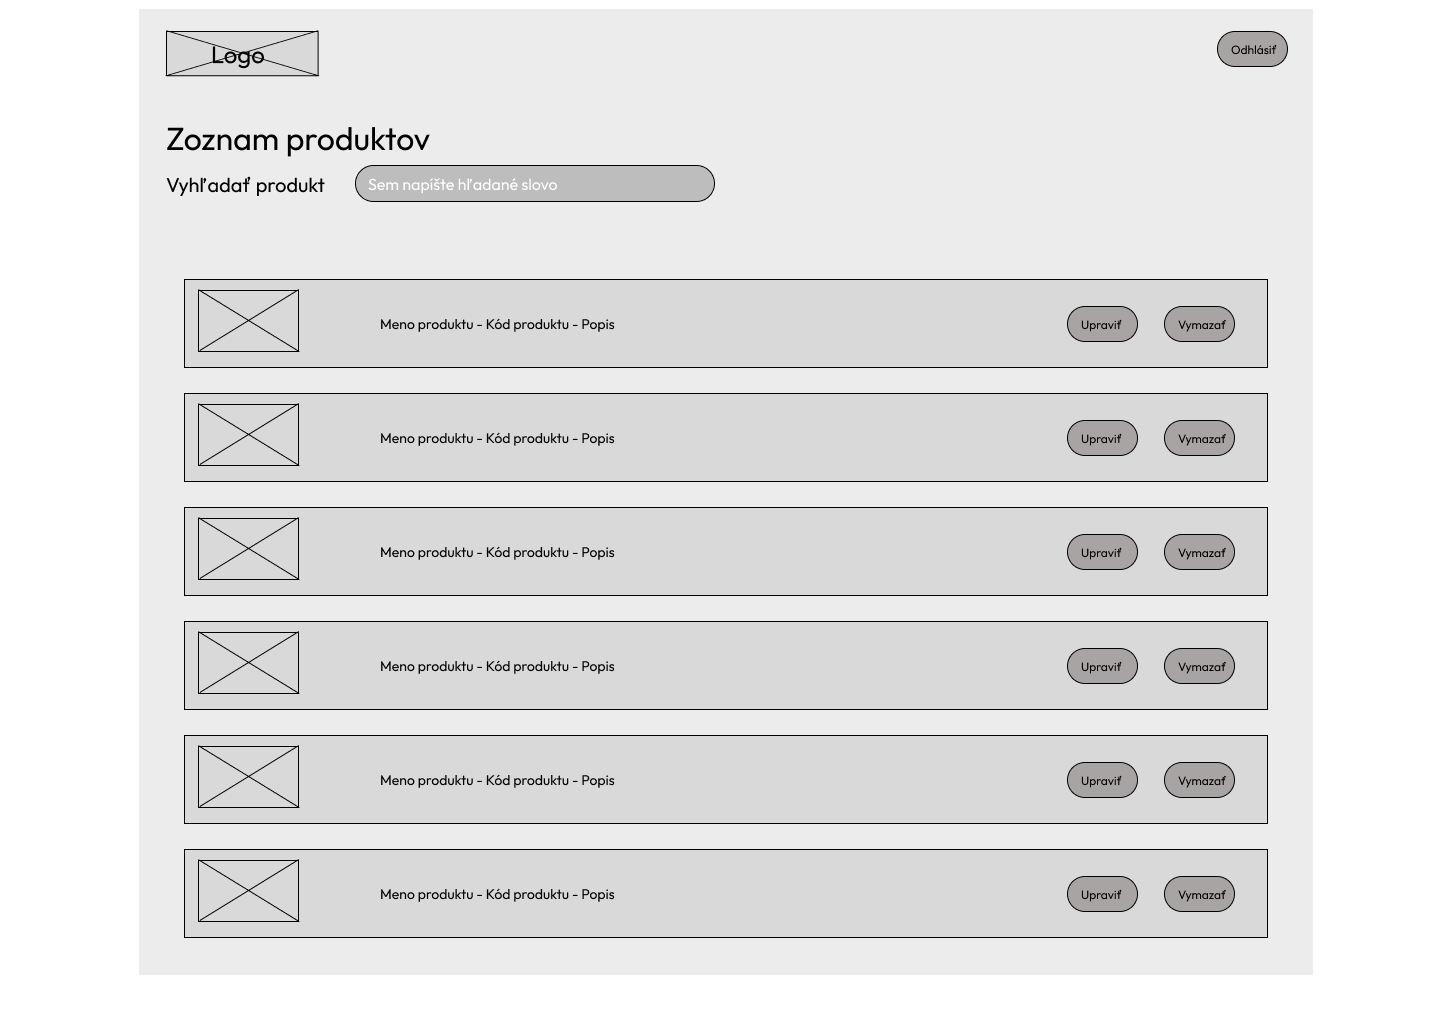 Logo
Odhlásiť
Zoznam produktov
Vyhľadať produkt
Sem napíšte hľadané slovo
Meno produktu - Kód produktu - Popis
Upraviť
Vymazať
Meno produktu - Kód produktu - Popis
Upraviť
Vymazať
Meno produktu - Kód produktu - Popis
Upraviť
Vymazať
Meno produktu - Kód produktu - Popis
Upraviť
Vymazať
Meno produktu - Kód produktu - Popis
Upraviť
Vymazať
Meno produktu - Kód produktu - Popis
Upraviť
Vymazať